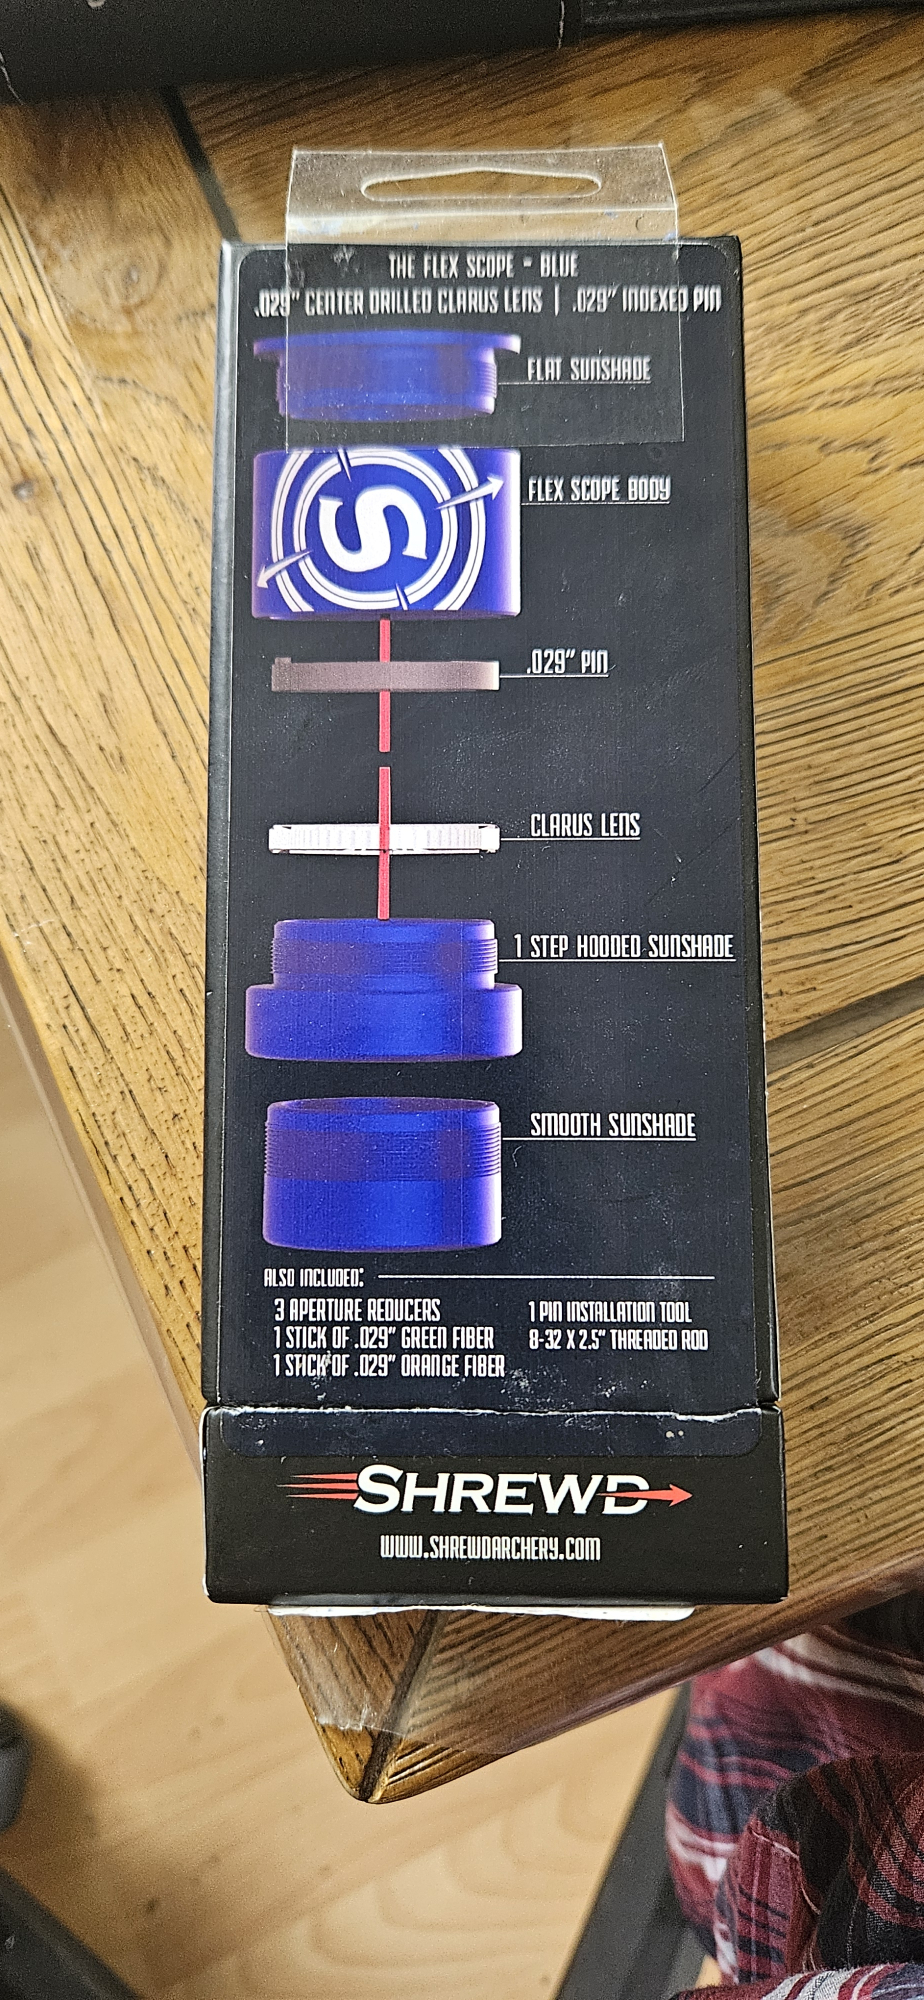 THE FLEX SCOPE - BLUE
.029" CENTER DRILLED CLARUS LENS | .029" INDEXED PIN
FLAT SUNSHADE
S
FLEX SCOPE BODY
.029" PIN
CLARUS LENS
1 STEP HOODED SUNSHADE
SMOOTH SUNSHADE
ALSO INCLUDED:
3 APERTURE REDUCERS
1 STICK OF .029" GREEN FIBER
1 STICK OF .029" ORANGE FIBER
1 PIN INSTALLATION TOOL
8-32 X 2.5" THREADED ROD
SHREWD
WWW.SHREWDARCHERY.COM